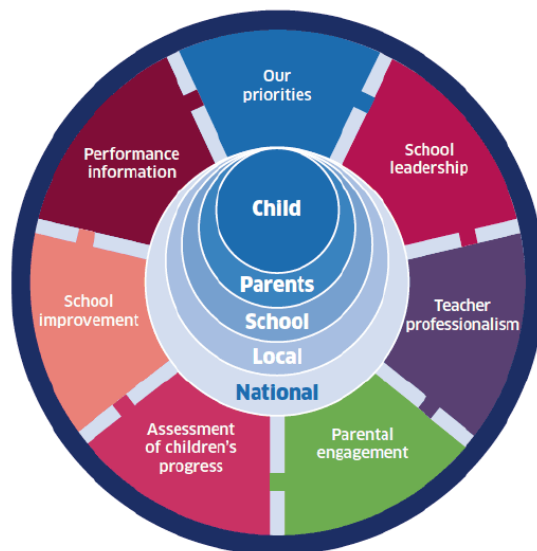 Our
priorities
School
leadership
Teacher
professionalism
Parental
engagement
Assessment
of children's
progress
School
improvement
Performance
information
Child
Parents
School
Local
National